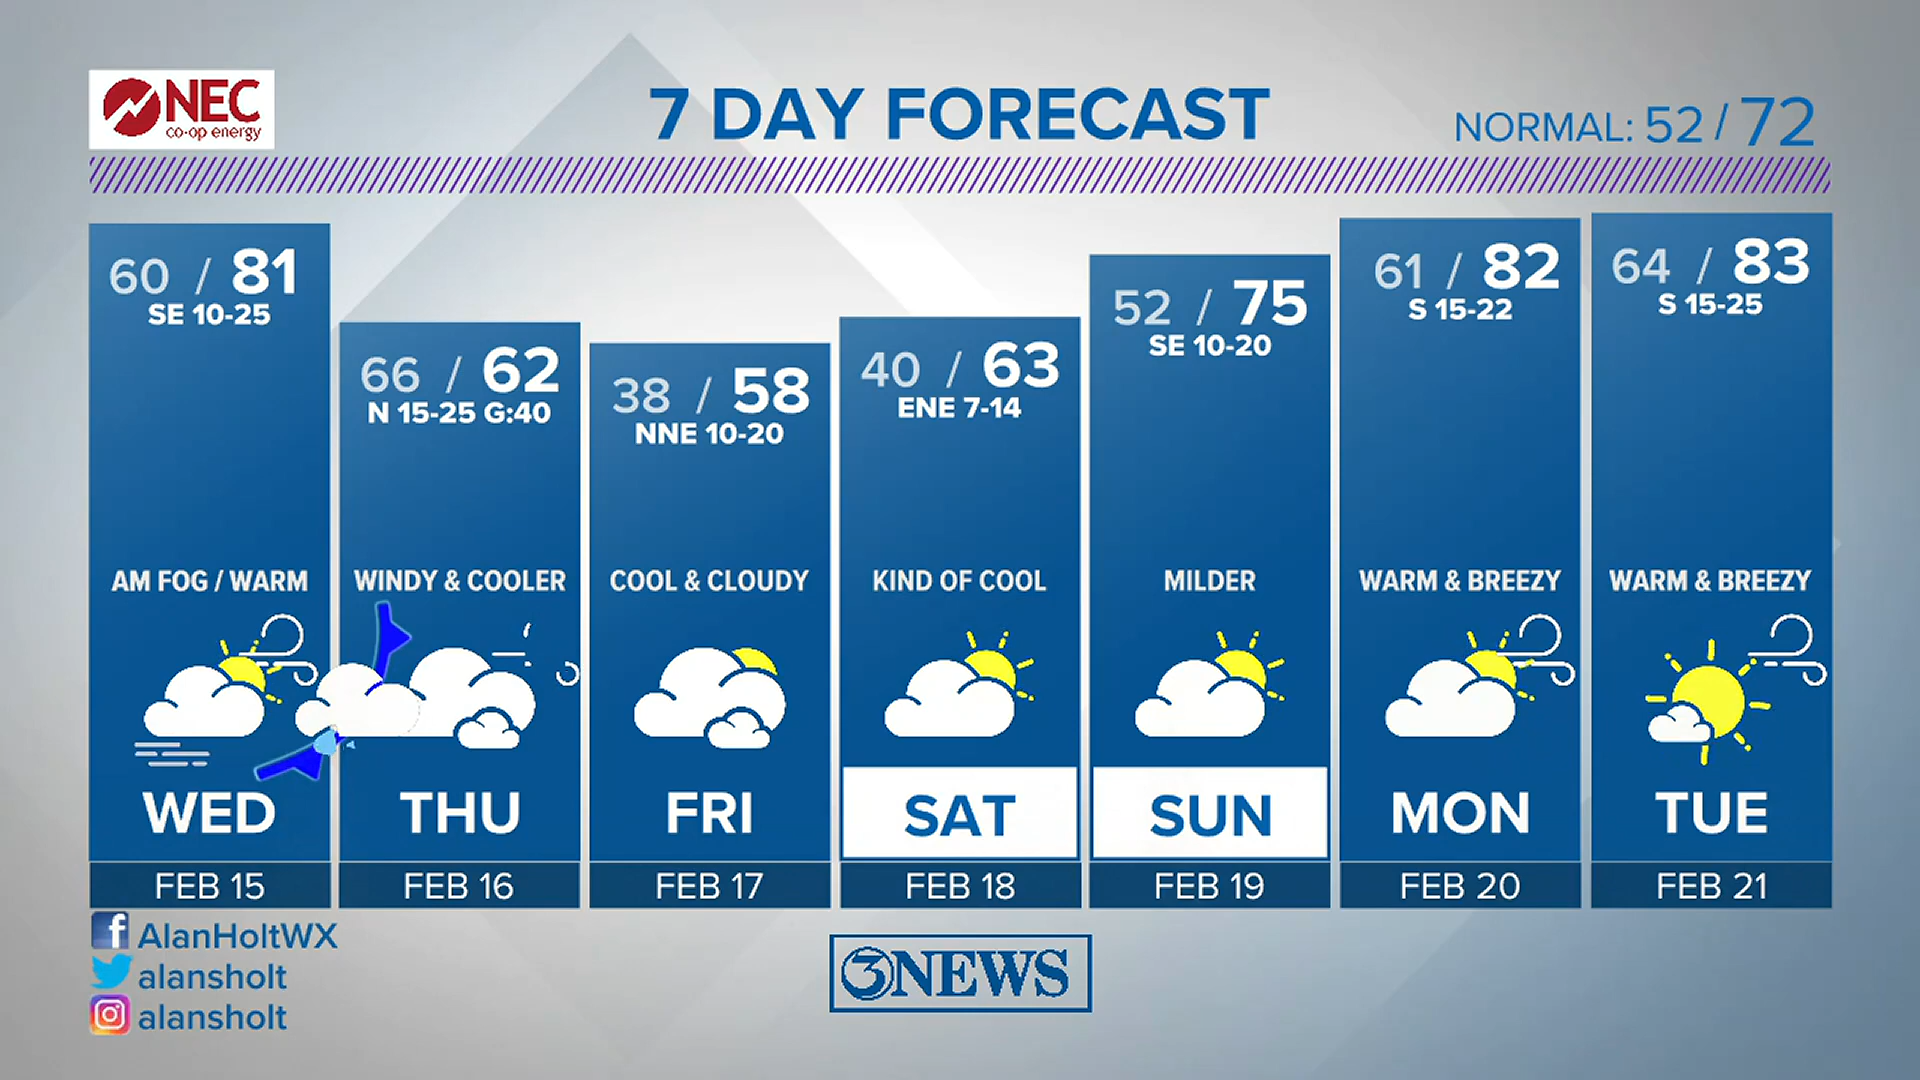 NEC
co-op energy
7 DAY FORECAST
NORMAL: 52 / 72
60 / 81
SE 10-25
AM FOG / WARM
WED
FEB 15
66 / 62
N 15-25 G:40
WINDY & COOLER
THU
FEB 16
38 / 58
NNE 10-20
COOL & CLOUDY
FRI
FEB 17
40 / 63
ENE 7-14
KIND OF COOL
SAT
FEB 18
52 / 75
SE 10-20
MILDER
SUN
FEB 19
61 / 82
S 15-22
WARM & BREEZY
MON
FEB 20
64 / 83
S 15-25
WARM & BREEZY
TUE
FEB 21
AlanHoltWX
alansholt
alansholt
3NEWS